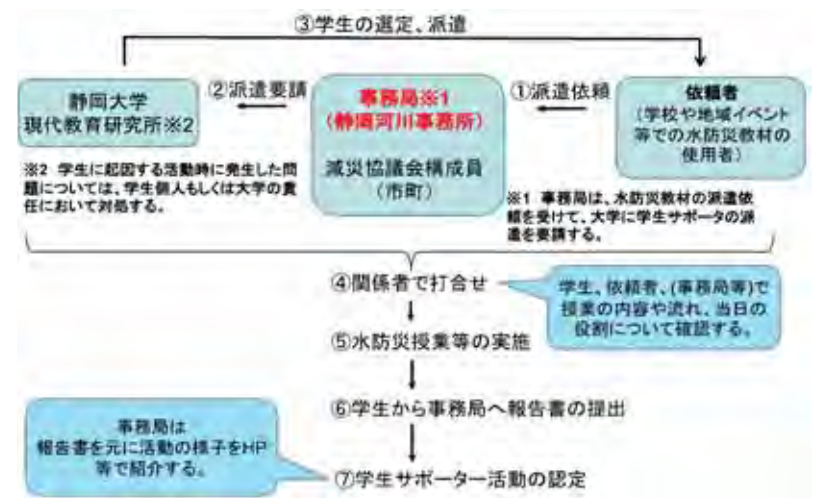 ③学生の選定、派遣
静岡大学
現代教育研究所※2
②派遣要請
事務局※1
(静岡河川事務所)
減災協議会構成員
(市町)
①派遣依頼
依頼者
(学校や地域イベント
等での水防災教材の
使用者)
※2 学生に起因する活動時に発生した問
題については、学生個人もしくは大学の責
任において対処する。
※1 事務局は、水防災教材の派遣依
頼を受けて、大学に学生サポータの派
遣を要請する。
④関係者で打合せ
学生、依頼者、(事務局等)で
授業の内容や流れ、当日の
役割について確認する。
⑤水防災授業等の実施
⑥学生から事務局へ報告書の提出
事務局は
報告書を元に活動の様子をHP
等で紹介する。
⑦学生サポーター活動の認定